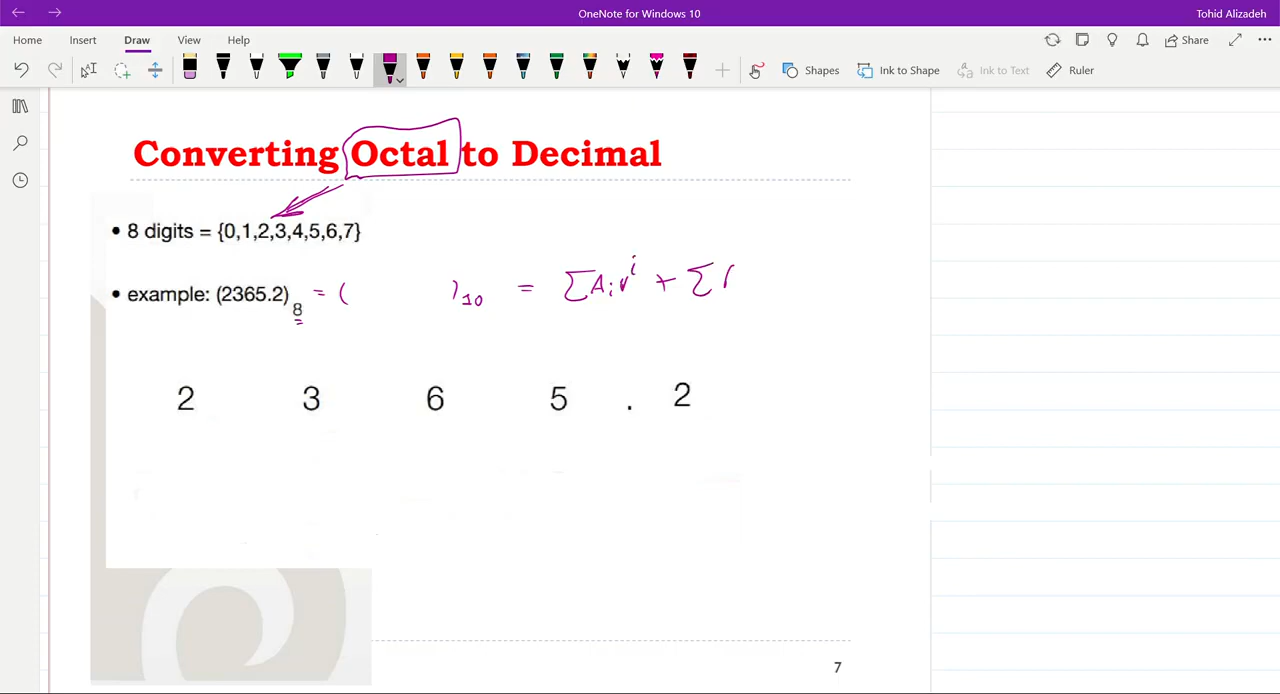 OneNote for Windows 10
Tohid Alizadeh
Home Insert Draw View Help
Share
Shapes Ink to Shape Ink to Text Ruler
Converting Octal to Decimal
• 8 digits = {0,1,2,3,4,5,6,7}
• example: (2365.2)8 = ( )10 = ΣAi r^i + Σ
2 3 6 5 . 2
7